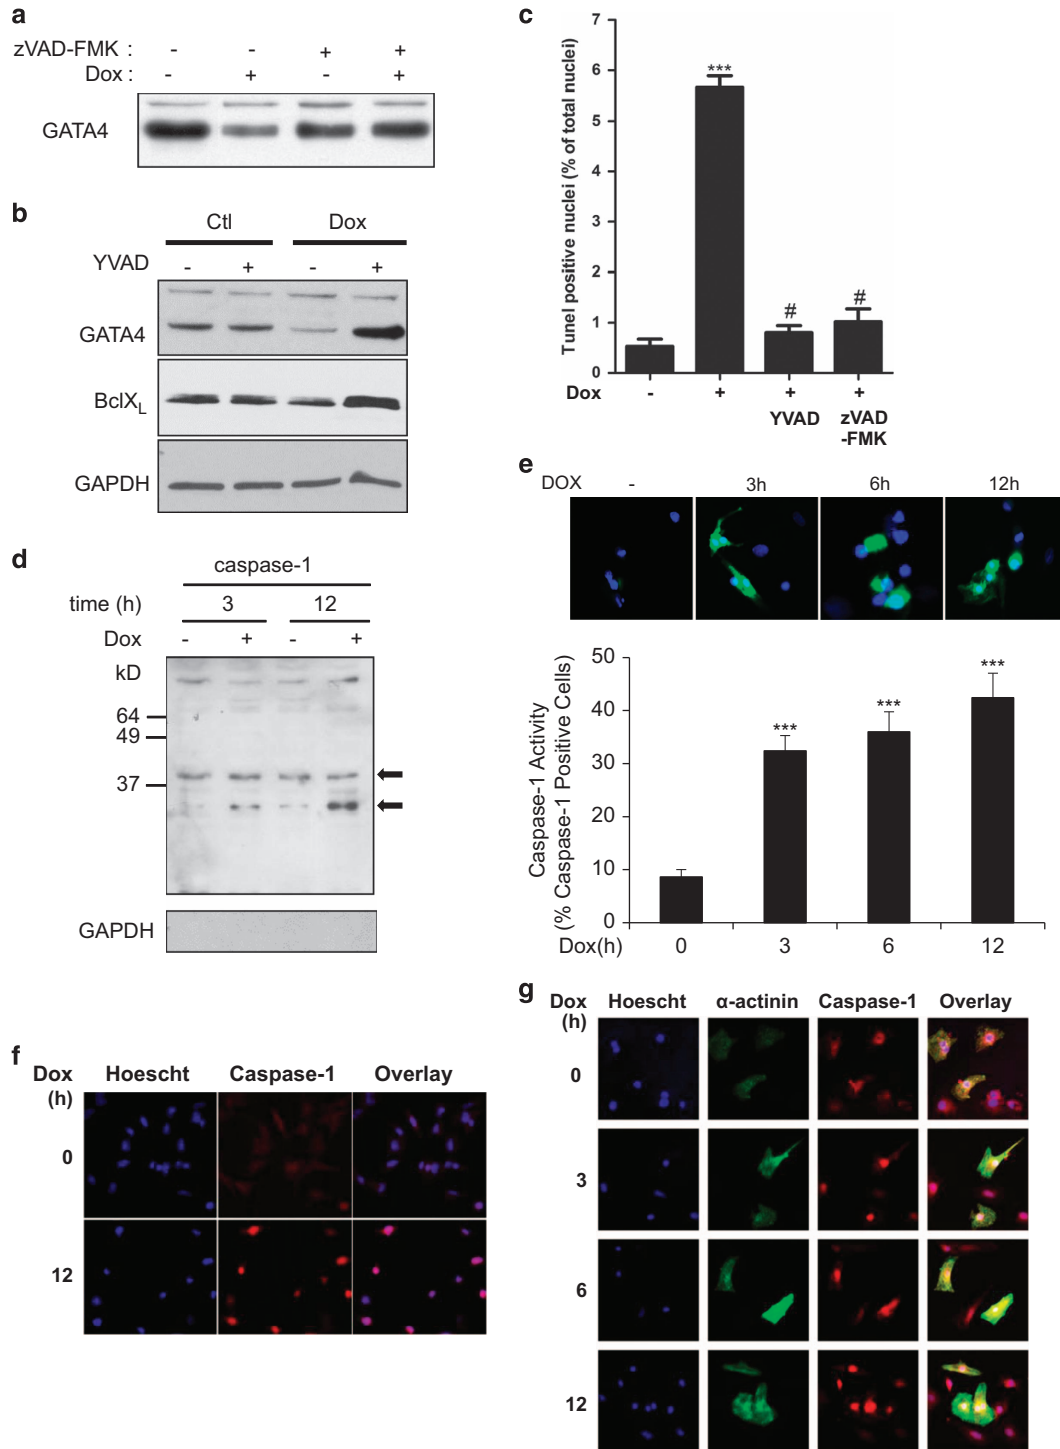 a
zVAD-FMK : - - + +
Dox : - + - +
GATA4
b
Ctl Dox
YVAD - + - +
GATA4
BclXL
GAPDH
c
Tunel positive nuclei (% of total nuclei)
7
6
5
4
3
2
1
0
***
#
#
Dox - + + +
YVAD zVAD
-FMK
d
caspase-1
time (h) 3 12
Dox - + - +
kD
64
49
37
GAPDH
e
DOX - 3h 6h 12h
Caspase-1 Activity
(% Caspase-1 Positive Cells)
50
40
30
20
10
0
***
***
***
Dox(h) 0 3 6 12
f
Dox Hoescht Caspase-1 Overlay
(h)
0
12
g
Dox Hoescht α-actinin Caspase-1 Overlay
(h)
0
3
6
12